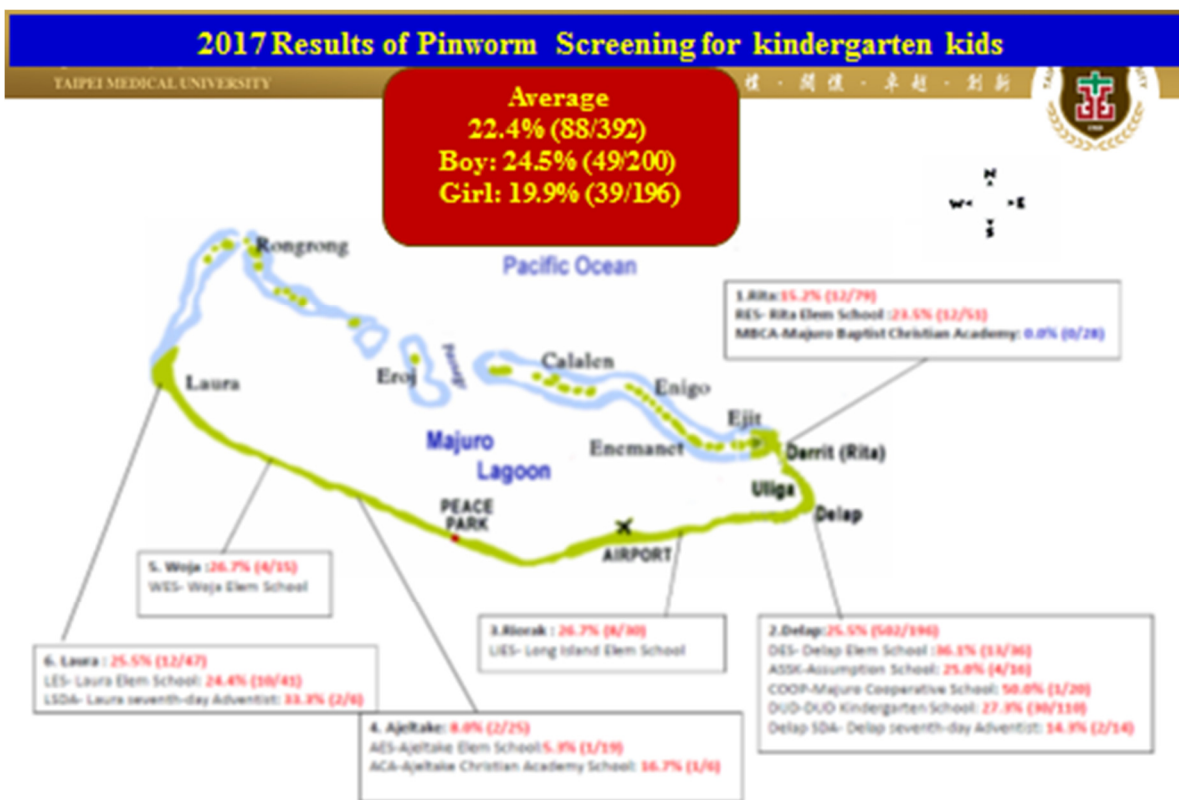 2017 Results of Pinworm Screening for kindergarten kids
TAIPEI MEDICAL UNIVERSITY
卓越 · 創新
Average
22.4% (88/392)
Boy: 24.5% (49/200)
Girl: 19.9% (39/196)
N
W E
S
Rongrong
Pacific Ocean
1.Rita:15.2% (12/79)
RES- Rita Elem School :23.5% (12/51)
MBCA-Majuro Baptist Christian Academy: 0.0% (0/28)
Passage
Calalen
Eroj
Laura
Enigo
Ejit
Majuro
Lagoon
Enemanet
Darrit (Rita)
Uliga
Delap
PEACE
PARK
AIRPORT
5. Woja :26.7% (4/15)
WES- Woja Elem School
3.Riorak : 26.7% (8/30)
LIES- Long Island Elem School
2.Delap:25.5% (502/196)
DES- Delap Elem School :36.1% (13/36)
ASSK-Assumption School: 25.0% (4/16)
COOP-Majuro Cooperative School: 50.0% (1/20)
DUD-DUD Kindergarten School: 27.3% (30/110)
Delap SDA- Delap seventh-day Adventist: 14.3% (2/14)
6. Laura : 25.5% (12/47)
LES- Laura Elem School: 24.4% (10/41)
LSDA- Laura seventh-day Adventist: 33.3% (2/6)
4. Ajeltake: 8.0% (2/25)
AES-Ajeltake Elem School:5.3% (1/19)
ACA-Ajeltake Christian Academy School: 16.7% (1/6)